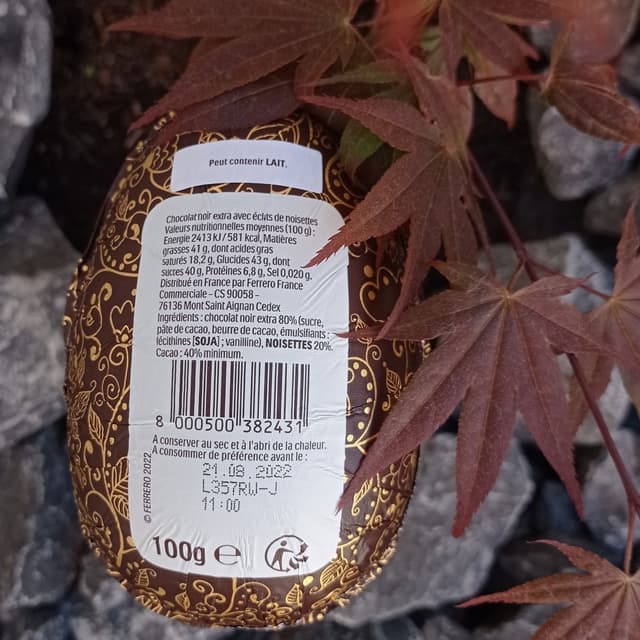 Peut contenir LAIT.
Chocolat noir extra avec éclats de noisettes
Valeurs nutritionnelles moyennes (100 g) :
Energie 2413 kJ / 581 kcal, Matières
grasses 41 g, dont acides gras
saturés 18,2 g, Glucides 43 g, dont
sucres 40 g, Protéines 6,8 g, Sel 0,020 g.
Distribué en France par Ferrero France
Commerciale - CS 90058 -
76136 Mont Saint Aignan Cedex
Ingrédients : chocolat noir extra 80% (sucre,
pâte de cacao, beurre de cacao, émulsifiants :
lécithines [SOJA] ; vanilline), NOISETTES 20%.
Cacao : 40% minimum.
8 000500 382431
A conserver au sec et à l'abri de la chaleur.
A consommer de préférence avant le :
21.08.2022
L357RW-J
11:00
© FERRERO 2022
100g ℮